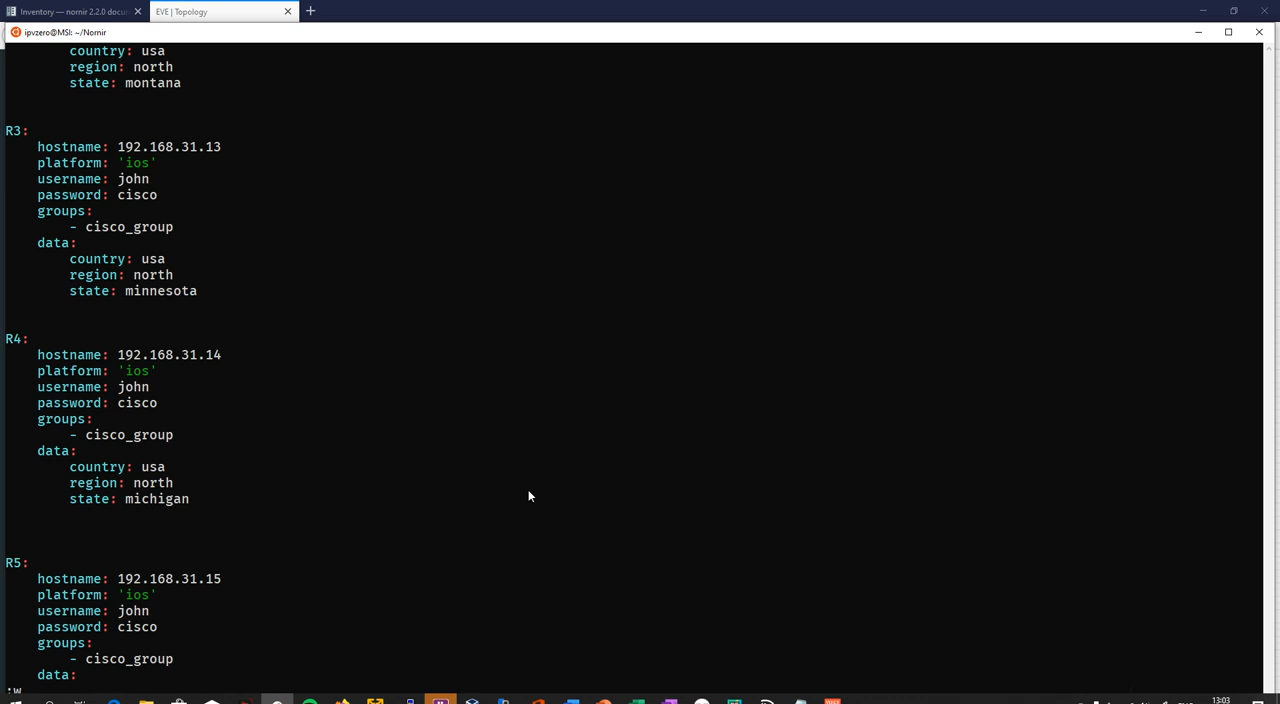 Inventory — nornir 2.2.0 docu
EVE | Topology
ipvzero@MSI: ~/Nornir
country: usa
region: north
state: montana
R3:
hostname: 192.168.31.13
platform: 'ios'
username: john
password: cisco
groups:
- cisco_group
data:
country: usa
region: north
state: minnesota
R4:
hostname: 192.168.31.14
platform: 'ios'
username: john
password: cisco
groups:
- cisco_group
data:
country: usa
region: north
state: michigan
R5:
hostname: 192.168.31.15
platform: 'ios'
username: john
password: cisco
groups:
- cisco_group
data:
:w
13:03